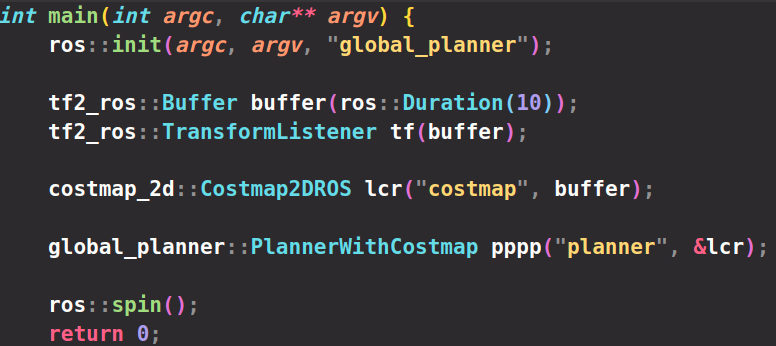 int main(int argc, char** argv) {
    ros::init(argc, argv, "global_planner");
    tf2_ros::Buffer buffer(ros::Duration(10));
    tf2_ros::TransformListener tf(buffer);
    costmap_2d::Costmap2DROS lcr("costmap", buffer);
    global_planner::PlannerWithCostmap pppp("planner", &lcr);
    ros::spin();
    return 0;